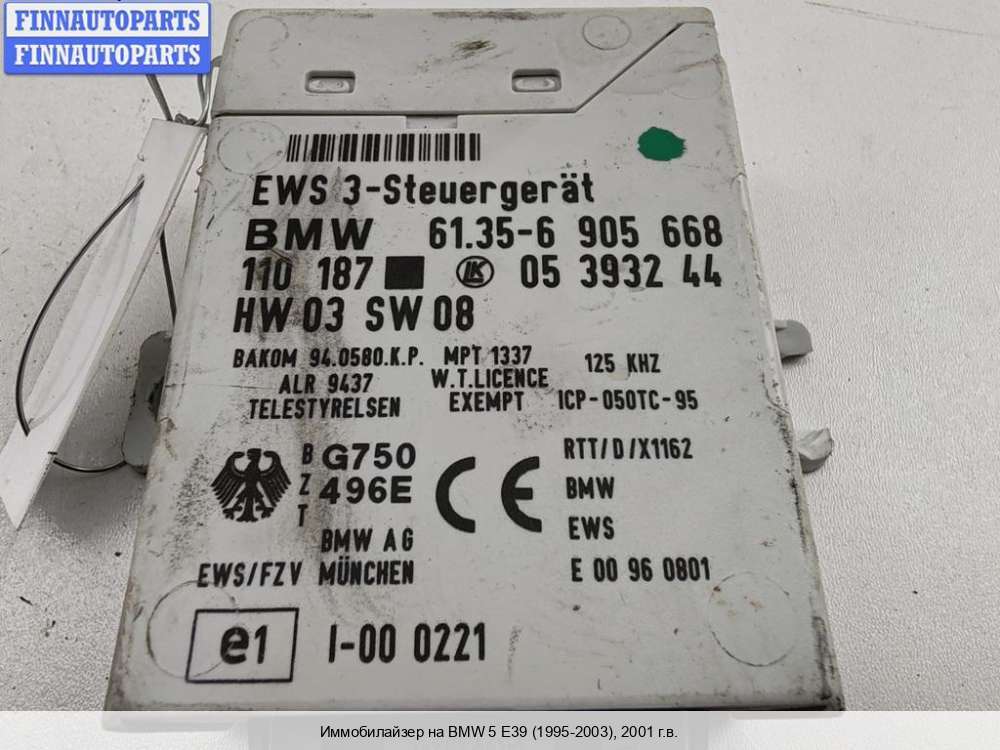 FINNAUTOPARTS
FINNAUTOPARTS
EWS 3-Steuergerät
BMW 61.35-6 905 668
110 187 LK 05 3932 44
HW 03 SW 08
BAKOM 94.0580.K.P. MPT 1337 125 KHZ
ALR 9437 W.T.LICENCE
TELESTYRELSEN EXEMPT ICP-050TC-95
BZT G750 496E CE RTT/D/X1162
BMW
EWS
BMW AG
EWS/FZV MÜNCHEN E 00 96 0801
e1 I-00 0221
Иммобилайзер на BMW 5 E39 (1995-2003), 2001 г.в.